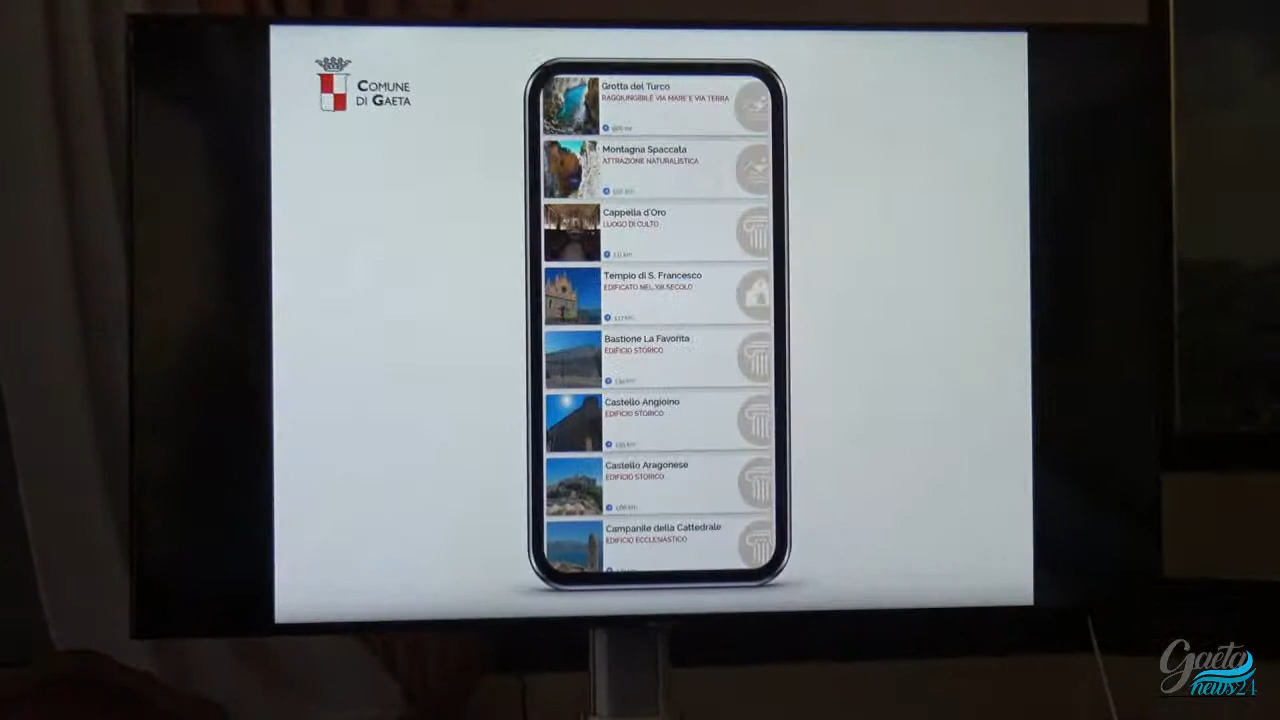 COMUNE
DI GAETA
Grotta del Turco
RAGGIUNGIBILE VIA MARE E VIA TERRA
Montagna Spaccata
ATTRAZIONE NATURALISTICA
Cappella d'Oro
LUOGO DI CULTO
Tempio di S. Francesco
EDIFICATO NEL XIII SECOLO
Bastione La Favorita
EDIFICIO STORICO
Castello Angioino
EDIFICIO STORICO
Castello Aragonese
EDIFICIO STORICO
Campanile della Cattedrale
EDIFICIO ECCLESIASTICO
Gaeta
news24